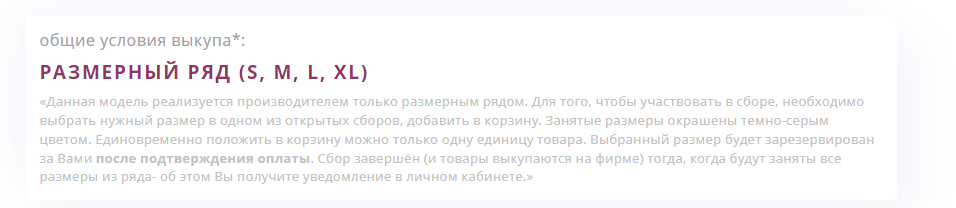 общие условия выкупа*:
РАЗМЕРНЫЙ РЯД (S, M, L, XL)
«Данная модель реализуется производителем только размерным рядом. Для того, чтобы участвовать в сборе, необходимо
выбрать нужный размер в одном из открытых сборов, добавить в корзину. Занятые размеры окрашены темно-серым
цветом. Единовременно положить в корзину можно только одну единицу товара. Выбранный размер будет зарезервирован
за Вами после подтверждения оплаты. Сбор завершён (и товары выкупаются на фирме) тогда, когда будут заняты все
размеры из ряда- об этом Вы получите уведомление в личном кабинете.»